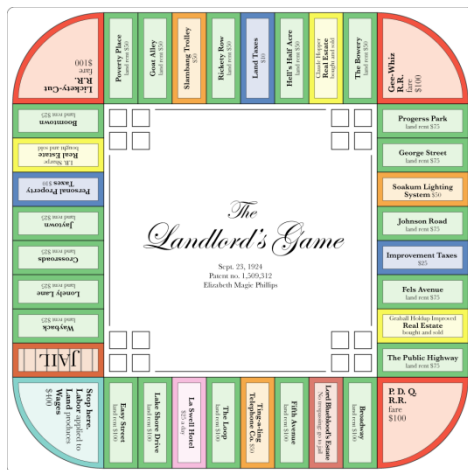 Lickety-Cut
R.R.
fare
$100
Poverty Place
land rent $50
Goat Alley
land rent $50
Slambang Trolley
$50
Rickety Row
land rent $50
Land Taxes
$50
Hell's Half Acre
land rent $50
Claude Hopper
Real Estate
bought and sold
The Bowery
land rent $50
Gee-Whiz
R.R.
fare
$100
Progerss Park
land rent $75
George Street
land rent $75
Soakum Lighting
System $50
Johnson Road
land rent $75
Improvement Taxes
$25
Fels Avenue
land rent $75
Graball Holdup Improved
Real Estate
bought and sold
The Public Highway
land rent $75
P. D. Q.
R.R.
fare
$100
Broadway
land rent $100
Lord Blueblood's Estate
No trespassing: go to jail
Fifth Avenue
land rent $100
Ting-a-ling
Telephone Co. $50
The Loop
land rent $100
La Swell Hotel
$25 a day
Lake Shore Drive
land rent $100
Easy Street
land rent $100
Stop here.
Labor applied to
Land produces
Wages
$400
JAIL
Wayback
land rent $25
Lonely Lane
land rent $25
Crossroads
land rent $25
Jaytown
land rent $25
Personal Property
Taxes $10
Real Estate
bought and sold
Boomtown
land rent $25
The
Landlord's Game
Sept. 23, 1924
Patent no. 1,509,312
Elizabeth Magie Phillips